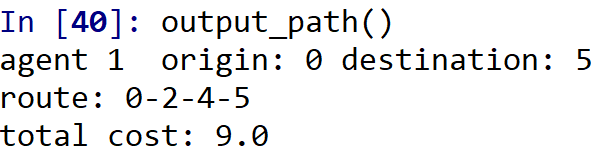 In [40]: output_path()
agent 1  origin: 0 destination: 5
route: 0-2-4-5
total cost: 9.0